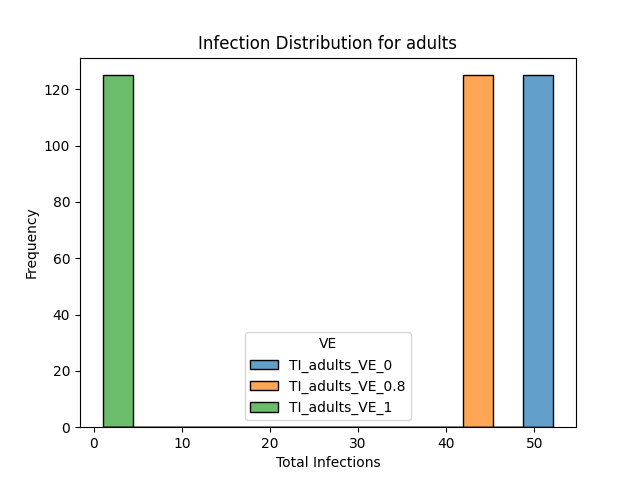 Infection Distribution for adults
Frequency
120
100
80
60
40
20
0
VE
TI_adults_VE_0
TI_adults_VE_0.8
TI_adults_VE_1
0 10 20 30 40 50
Total Infections